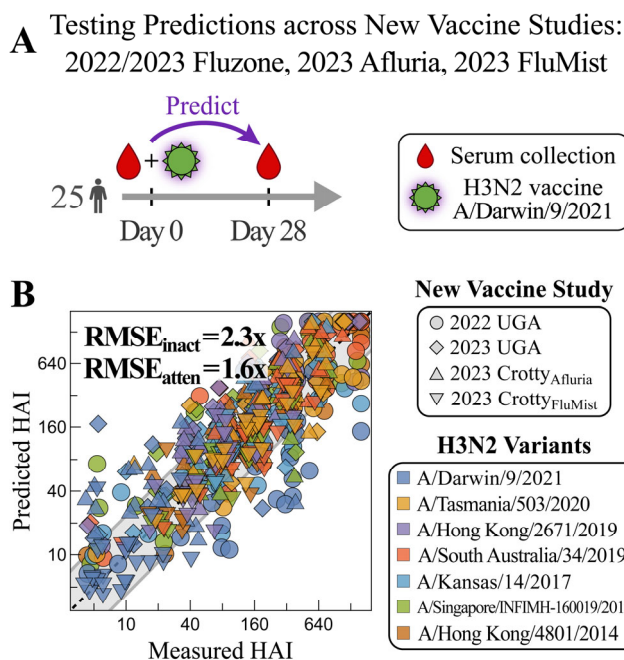 Testing Predictions across New Vaccine Studies:
A
2022/2023 Fluzone, 2023 Afluria, 2023 FluMist
Predict
+
25
Day 0
Day 28
Serum collection
H3N2 vaccine
A/Darwin/9/2021
B
RMSEinact=2.3x
RMSEatten=1.6x
Predicted HAI
640
160
40
10
10
40
160
640
Measured HAI
New Vaccine Study
2022 UGA
2023 UGA
2023 CrottyAfluria
2023 CrottyFluMist
H3N2 Variants
A/Darwin/9/2021
A/Tasmania/503/2020
A/Hong Kong/2671/2019
A/South Australia/34/2019
A/Kansas/14/2017
A/Singapore/INFIMH-160019/201
A/Hong Kong/4801/2014